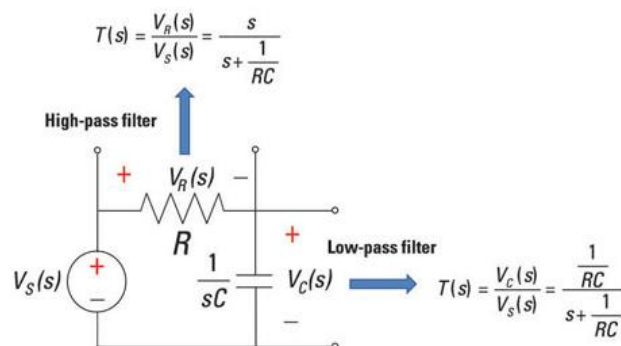 T(s) = V_R(s) / V_S(s) = s / (s + 1/RC)
High-pass filter
+ V_R(s) −
R
+ − V_S(s)
1/sC
+ V_C(s) −
Low-pass filter
T(s) = V_C(s) / V_S(s) = (1/RC) / (s + 1/RC)